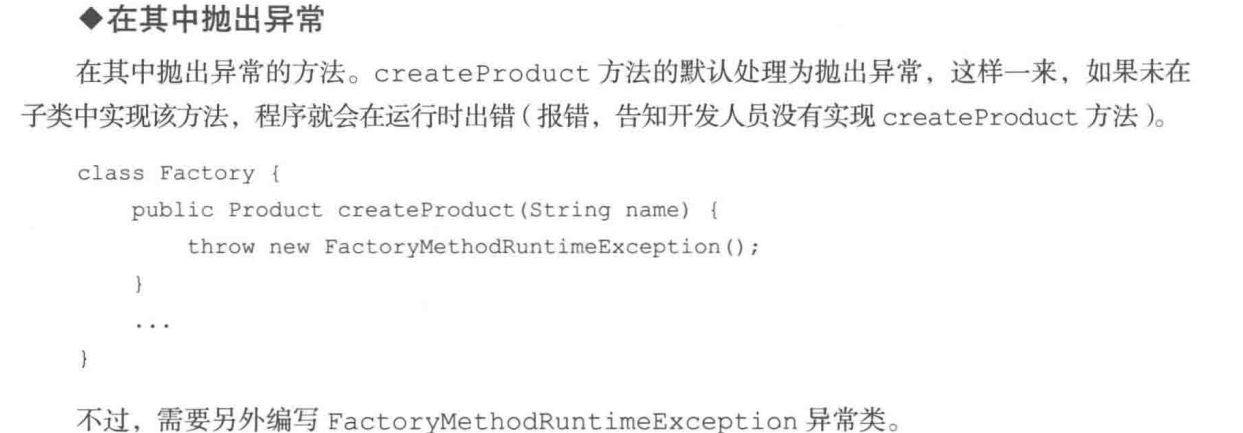 ◆在其中抛出异常
在其中抛出异常的方法。createProduct 方法的默认处理为抛出异常，这样一来，如果未在
子类中实现该方法，程序就会在运行时出错（报错，告知开发人员没有实现 createProduct 方法）。
class Factory {
    public Product createProduct(String name) {
        throw new FactoryMethodRuntimeException();
    }
    ...
}
不过，需要另外编写 FactoryMethodRuntimeException 异常类。